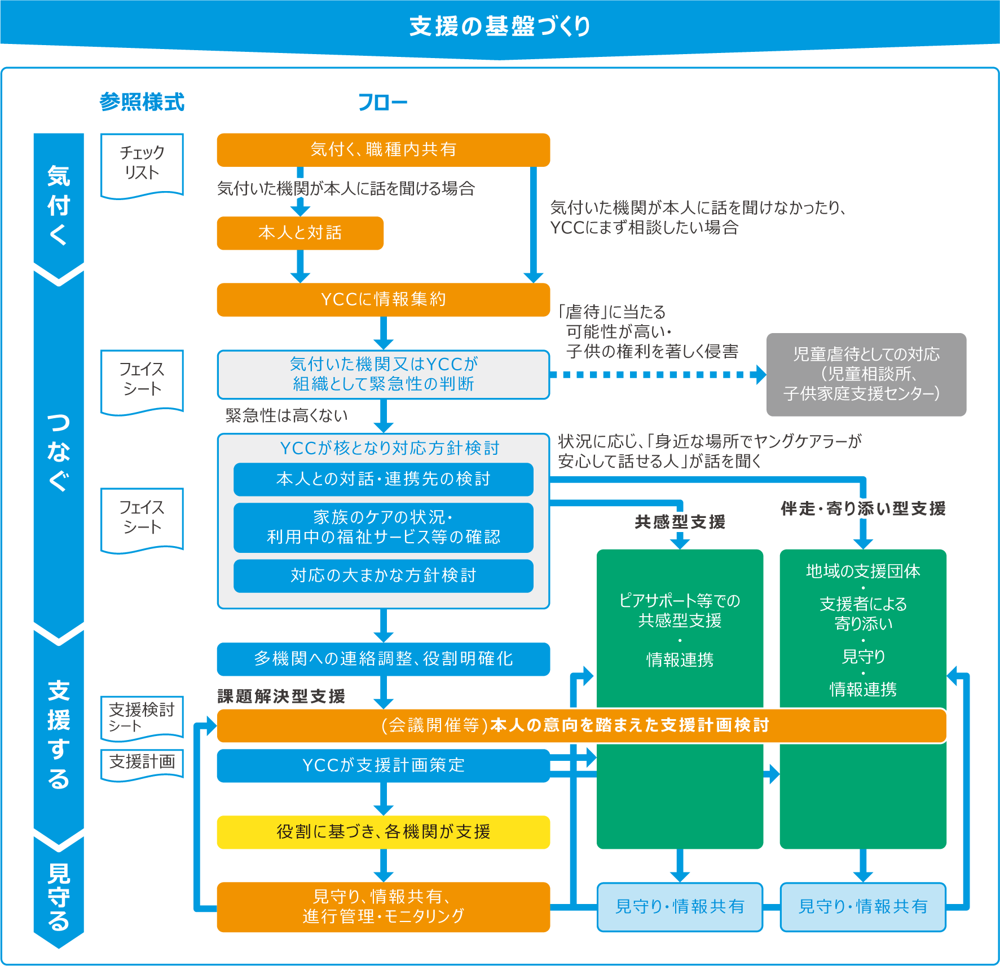 支援の基盤づくり
参照様式
フロー
気付く
チェック
リスト
気付く、職種内共有
気付いた機関が本人に話を聞ける場合
気付いた機関が本人に話を聞けなかったり、
YCCにまず相談したい場合
本人と対話
つなぐ
YCCに情報集約
「虐待」に当たる
可能性が高い・
子供の権利を著しく侵害
フェイス
シート
気付いた機関又はYCCが
組織として緊急性の判断
児童虐待としての対応
（児童相談所、
子供家庭支援センター）
緊急性は高くない
YCCが核となり対応方針検討
状況に応じ、「身近な場所でヤングケアラーが
安心して話せる人」が話を聞く
本人との対話・連携先の検討
フェイス
シート
家族のケアの状況・
利用中の福祉サービス等の確認
対応の大まかな方針検討
共感型支援
伴走・寄り添い型支援
ピアサポート等での
共感型支援
・
情報連携
地域の支援団体
・
支援者による
寄り添い
・
見守り
・
情報連携
支援する
多機関への連絡調整、役割明確化
課題解決型支援
支援検討
シート
(会議開催等)本人の意向を踏まえた支援計画検討
支援計画
YCCが支援計画策定
役割に基づき、各機関が支援
見守る
見守り、情報共有、
進行管理・モニタリング
見守り・情報共有
見守り・情報共有